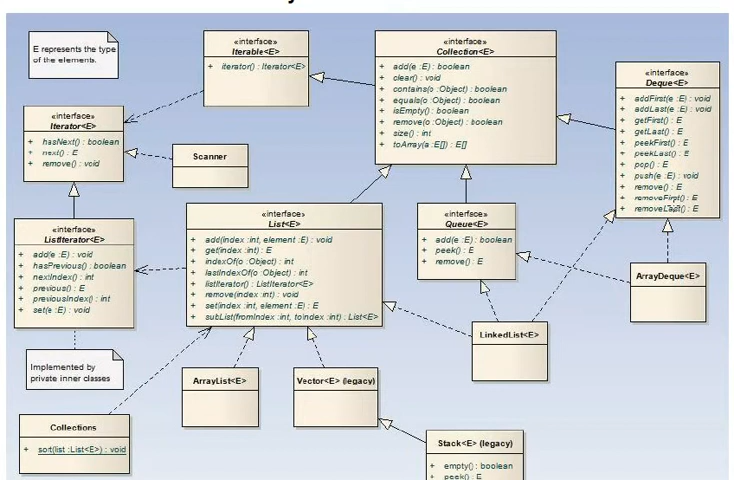 E represents the type
of the elements.
«interface»
Iterable<E>
+ iterator() : Iterator<E>
«interface»
Collection<E>
+ add(e :E) : boolean
+ clear() : void
+ contains(o :Object) : boolean
+ equals(o :Object) : boolean
+ isEmpty() : boolean
+ remove(o :Object) : boolean
+ size() : int
+ toArray(a :E[]) : E[]
«interface»
Deque<E>
+ addFirst(e :E) : void
+ addLast(e :E) : void
+ getFirst() : E
+ getLast() : E
+ peekFirst() : E
+ peekLast() : E
+ pop() : E
+ push(e :E) : void
+ remove() : E
+ removeFirst() : E
+ removeLast() : E
«interface»
Iterator<E>
+ hasNext() : boolean
+ next() : E
+ remove() : void
Scanner
«interface»
ListIterator<E>
+ add(e :E) : void
+ hasPrevious() : boolean
+ nextIndex() : int
+ previous() : E
+ previousIndex() : int
+ set(e :E) : void
«interface»
List<E>
+ add(index :int, element :E) : void
+ get(index :int) : E
+ indexOf(o :Object) : int
+ lastIndexOf(o :Object) : int
+ listIterator() : ListIterator<E>
+ remove(index :int) : void
+ set(index :int, element :E) : E
+ subList(fromIndex :int, toIndex :int) : List<E>
«interface»
Queue<E>
+ add(e :E) : boolean
+ peek() : E
+ remove() : E
ArrayDeque<E>
LinkedList<E>
Implemented by
private inner classes
ArrayList<E>
Vector<E> (legacy)
Collections
+ sort(list :List<E>) : void
Stack<E> (legacy)
+ empty() : boolean
+ peek() : E